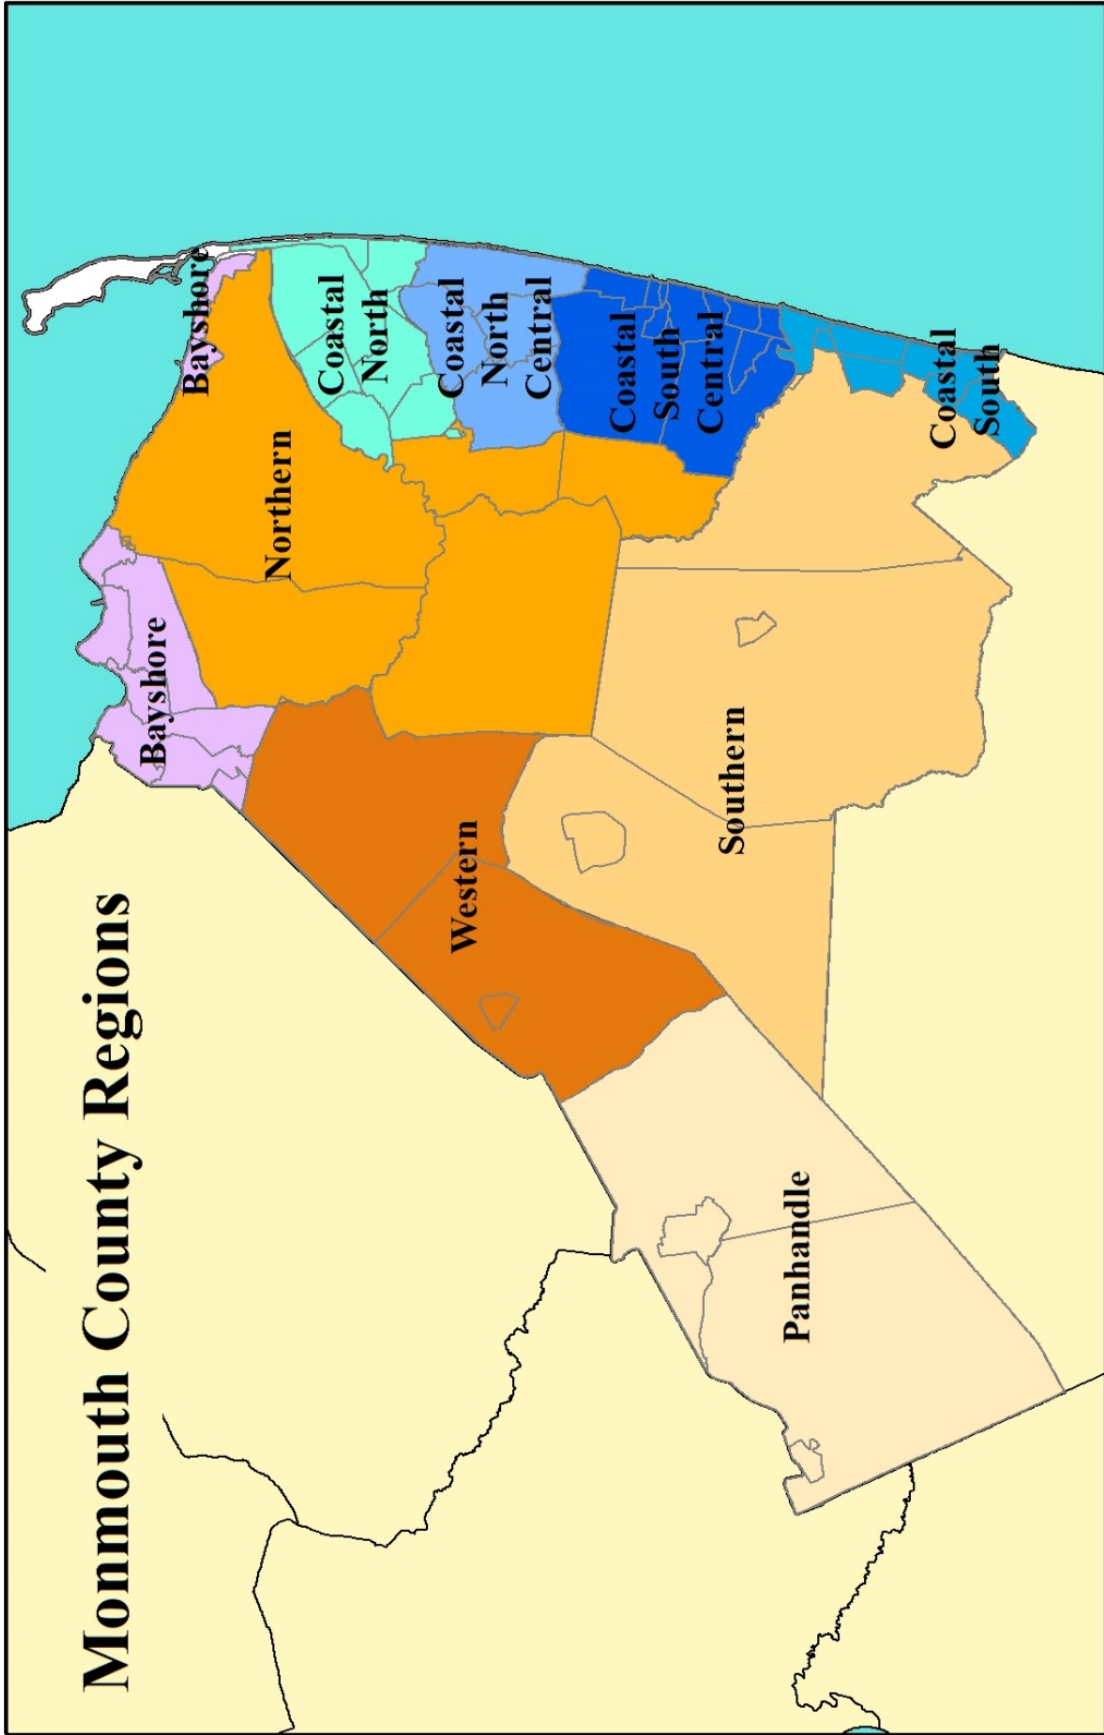 Monmouth County Regions
Bayshore
Bayshore
Northern
Coastal
North
Coastal
North
Central
Western
Coastal
South
Central
Southern
Panhandle
Coastal
South